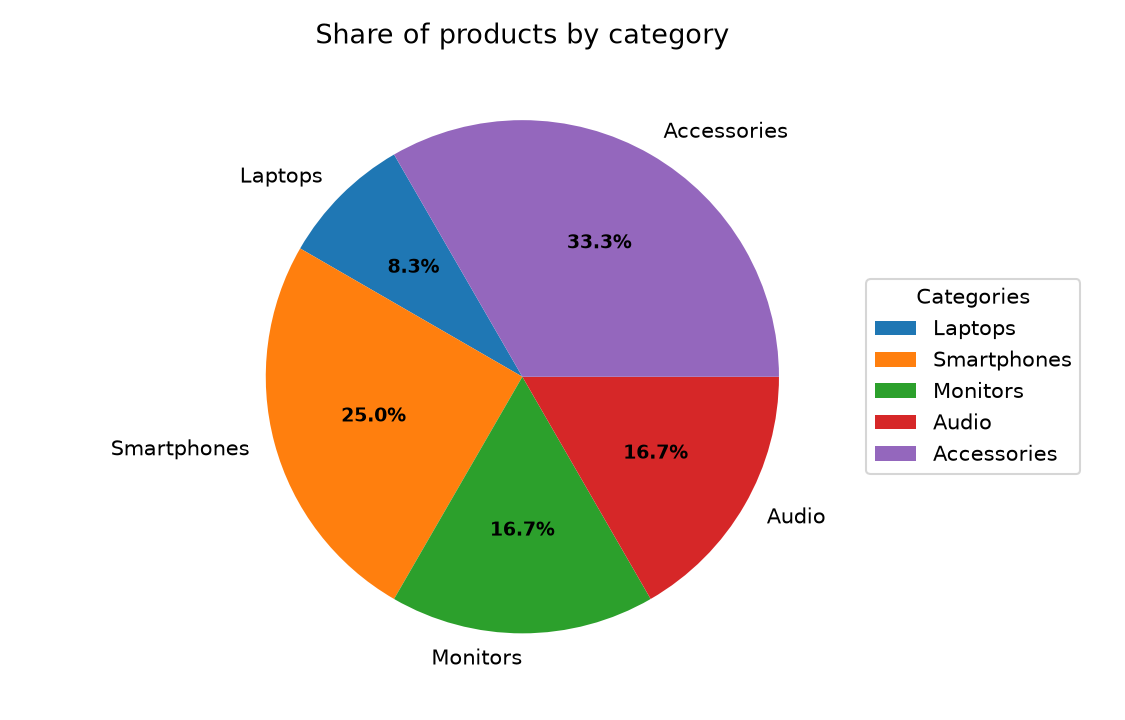 Share of products by category
Accessories
Laptops
33.3%
8.3%
25.0%
Smartphones
16.7%
Audio
16.7%
Monitors
Categories
Laptops
Smartphones
Monitors
Audio
Accessories